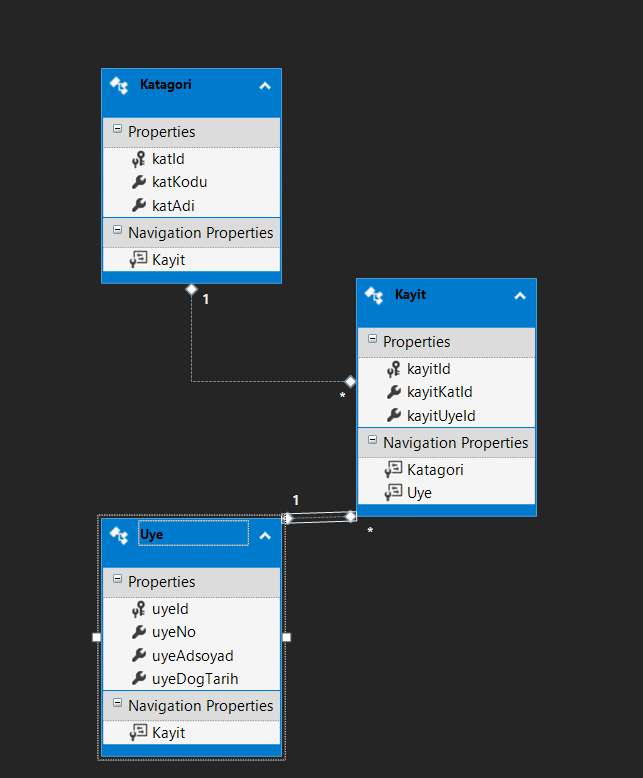 Katagori
Properties
katId
katKodu
katAdi
Navigation Properties
Kayit
1
*
Kayit
Properties
kayitId
kayitKatId
kayitUyeId
Navigation Properties
Katagori
Uye
1
*
Uye
Properties
uyeId
uyeNo
uyeAdsoyad
uyeDogTarih
Navigation Properties
Kayit